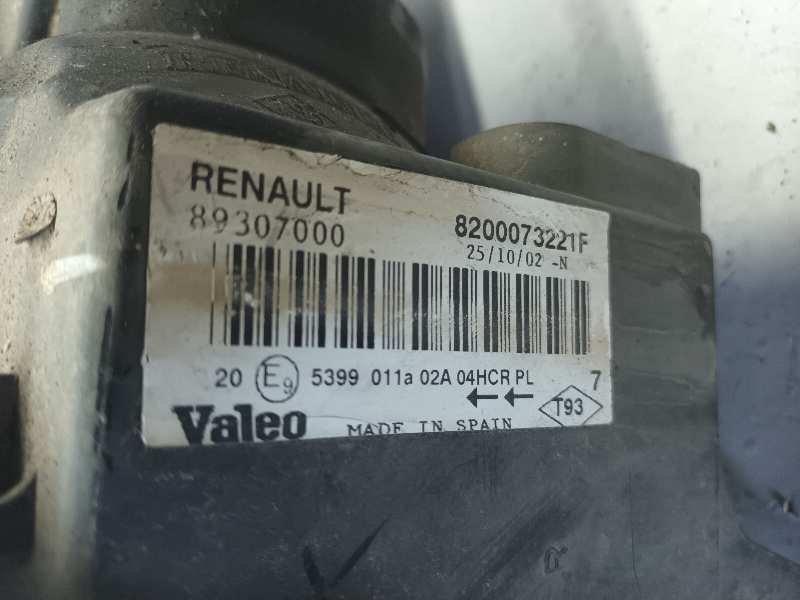 RENAULT
89307000
8200073221F
25/10/02 -N
20 E9 5399 011a 02A 04HCR PL 7
T93
Valeo MADE IN SPAIN